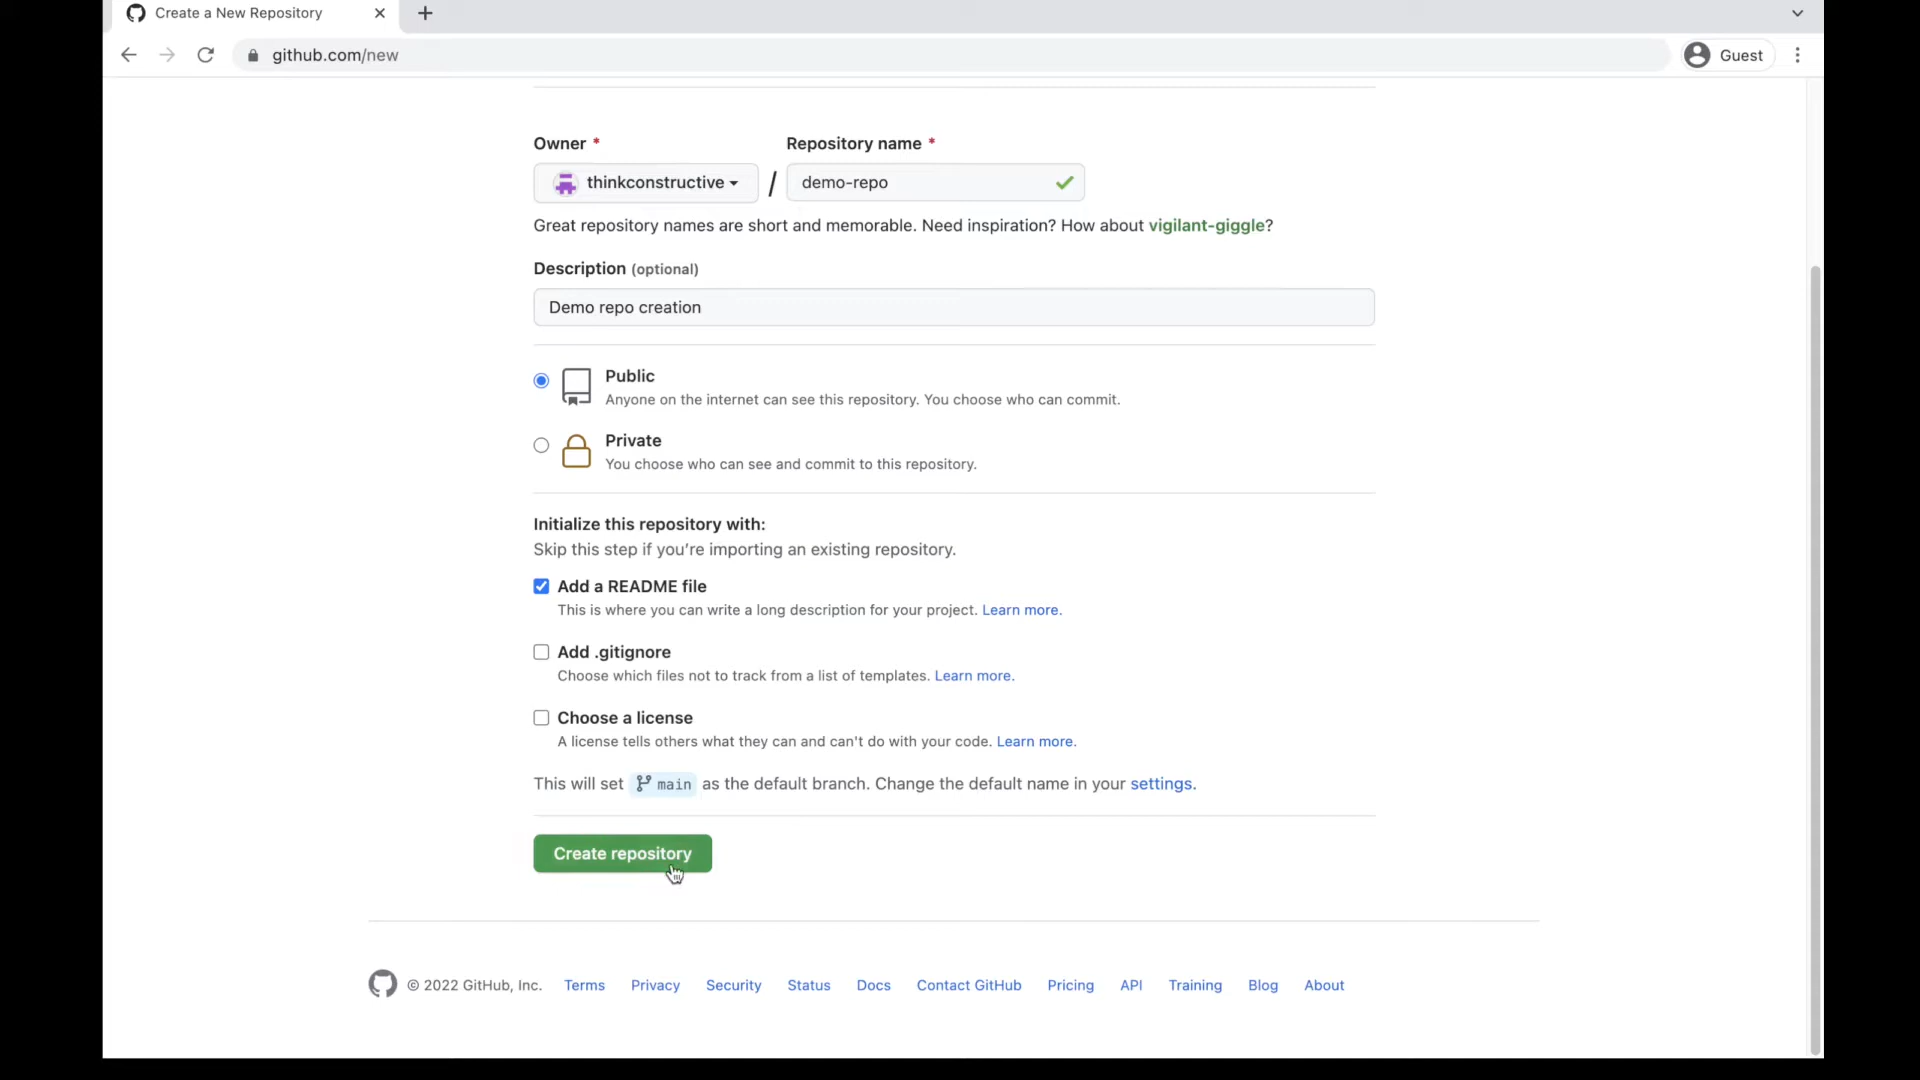 Create a New Repository
github.com/new
Guest
Owner *
Repository name *
thinkconstructive
/
demo-repo
Great repository names are short and memorable. Need inspiration? How about vigilant-giggle?
Description (optional)
Demo repo creation
Public
Anyone on the internet can see this repository. You choose who can commit.
Private
You choose who can see and commit to this repository.
Initialize this repository with:
Skip this step if you’re importing an existing repository.
Add a README file
This is where you can write a long description for your project. Learn more.
Add .gitignore
Choose which files not to track from a list of templates. Learn more.
Choose a license
A license tells others what they can and can't do with your code. Learn more.
This will set main as the default branch. Change the default name in your settings.
Create repository
© 2022 GitHub, Inc. Terms Privacy Security Status Docs Contact GitHub Pricing API Training Blog About